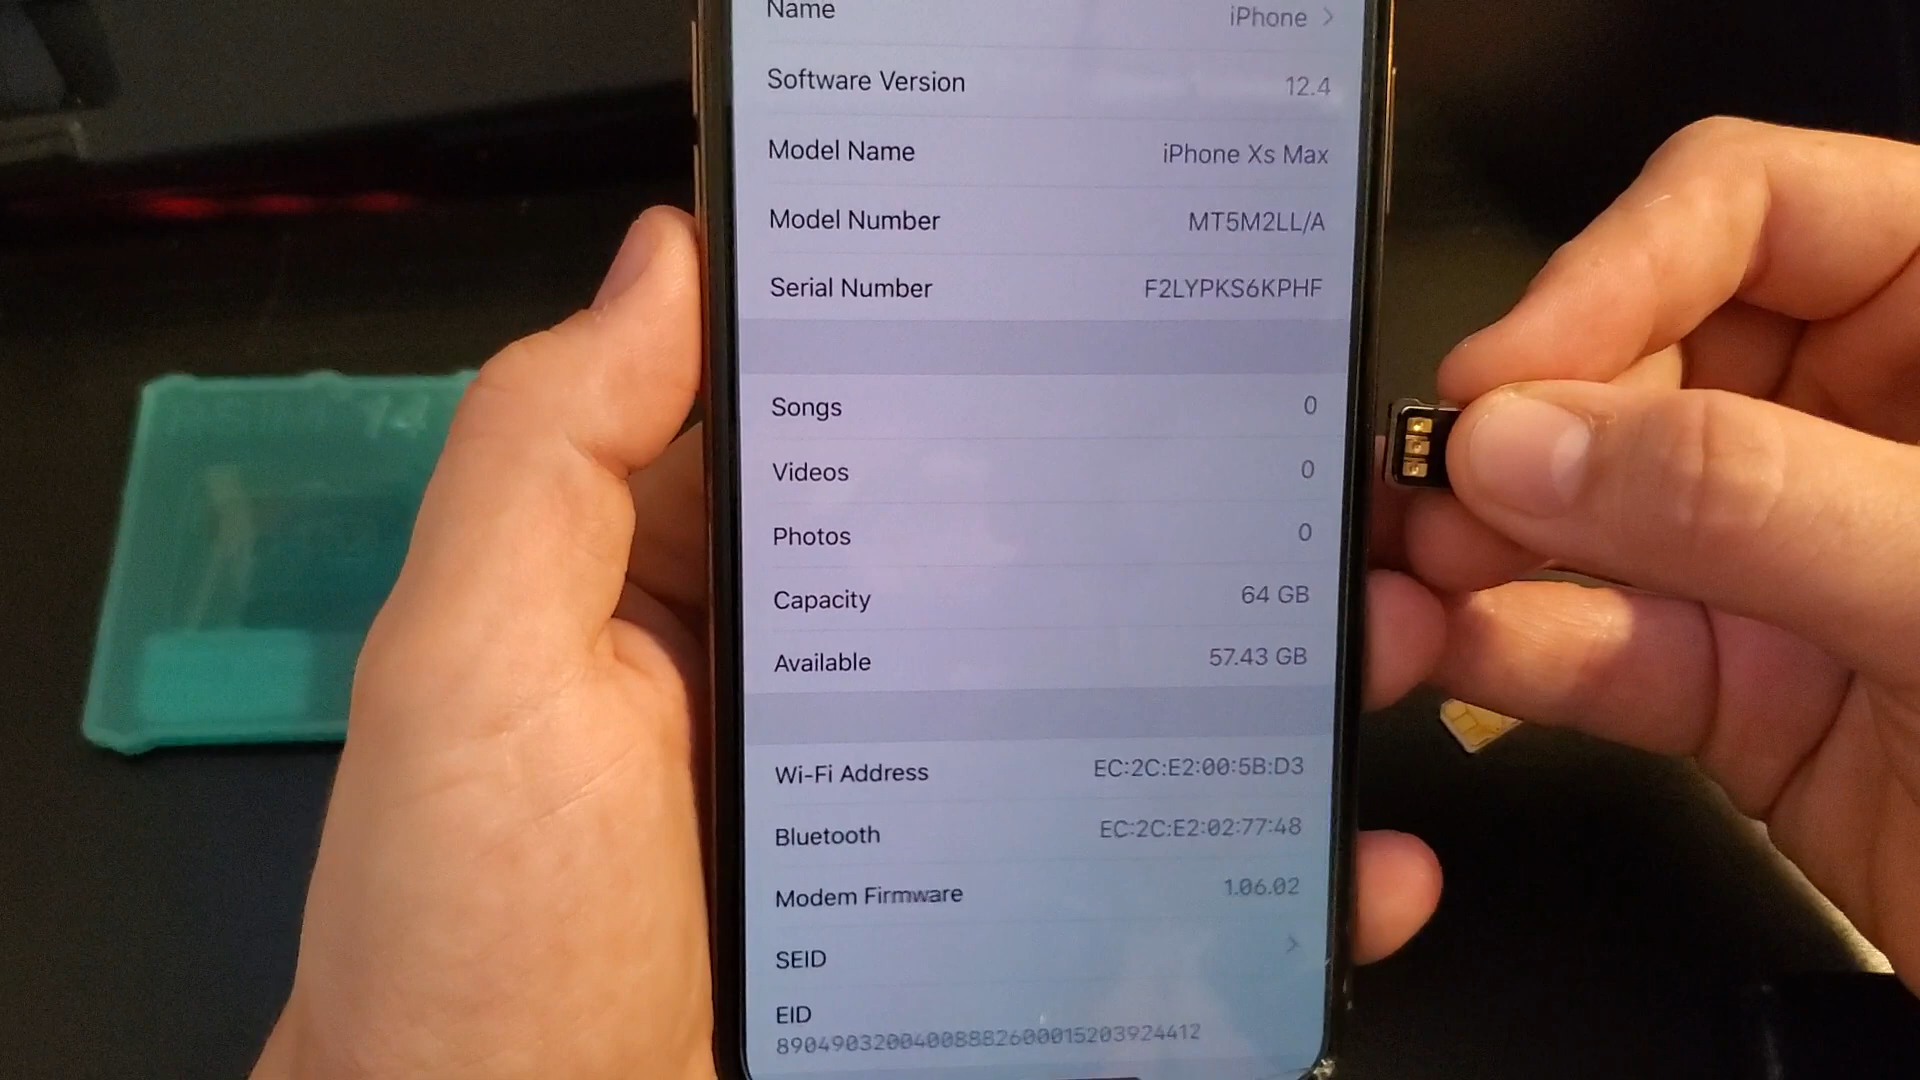 Name iPhone
Software Version 12.4
Model Name iPhone Xs Max
Model Number MT5M2LL/A
Serial Number F2LYPKS6KPHF
Songs 0
Videos 0
Photos 0
Capacity 64 GB
Available 57.43 GB
Wi-Fi Address EC:2C:E2:00:5B:D3
Bluetooth EC:2C:E2:02:77:48
Modem Firmware 1.06.02
SEID
EID
89049032004008882600015203924412